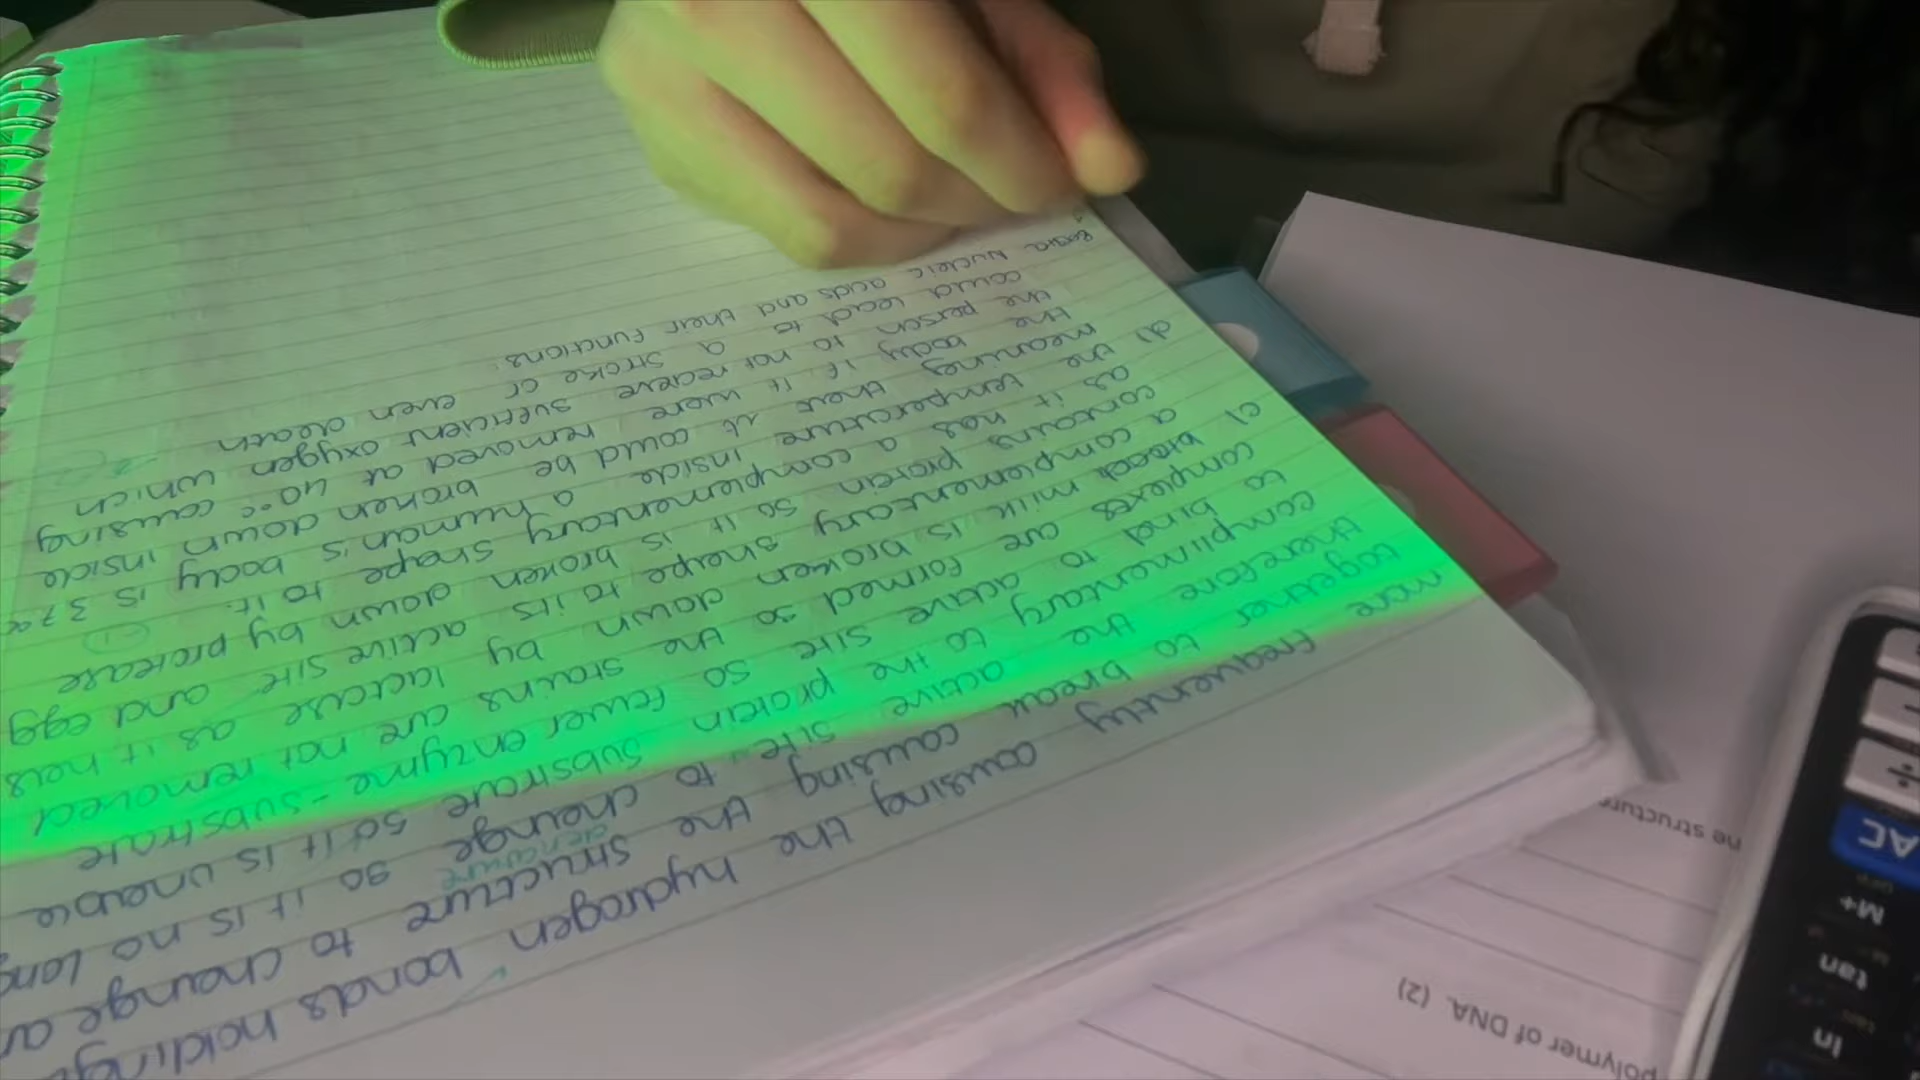 hydrogen bonds holding
frequently causing the structure to change an
more to break causing the denature so it is no long
together the active site to change so it is unable
therefore to the protein substrate
complimentary to active site so fewer enzyme-substrate
to bind
complexes are formed so the stains are not removed
c) breast milk is broken down by lactase as it has
a complementary shape to its active site and egg
contains protein so it is broken down by protease
as it has a complementary shape to it.
d) the temperature inside a human's body is 37°C
meaning that it could be broken down inside
the body if it were removed at 40°C causing
the person to not recieve sufficient oxygen which
could lead to a stroke or even death
Nucleic acids and their functions:
ne structure
polymer of DNA. (2)
÷
AC
M+
tan
ln